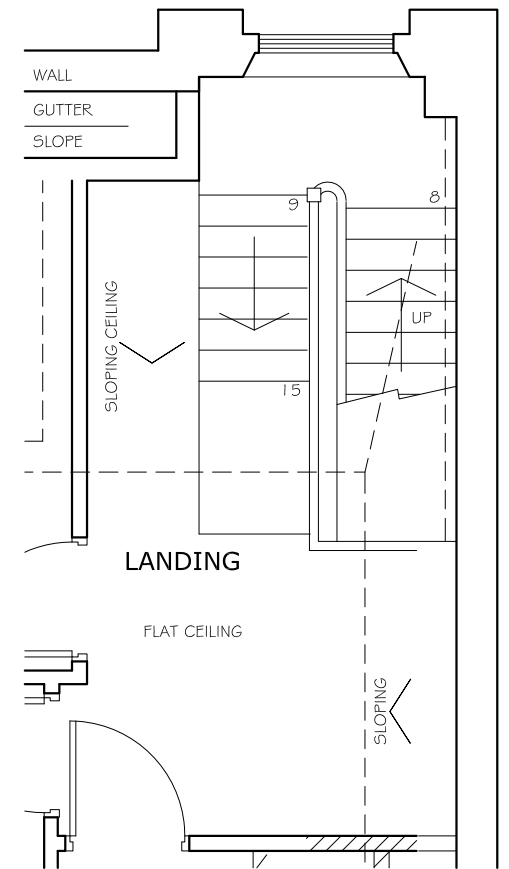 WALL
GUTTER
SLOPE
9
8
SLOPING CEILING
UP
15
LANDING
FLAT CEILING
SLOPING